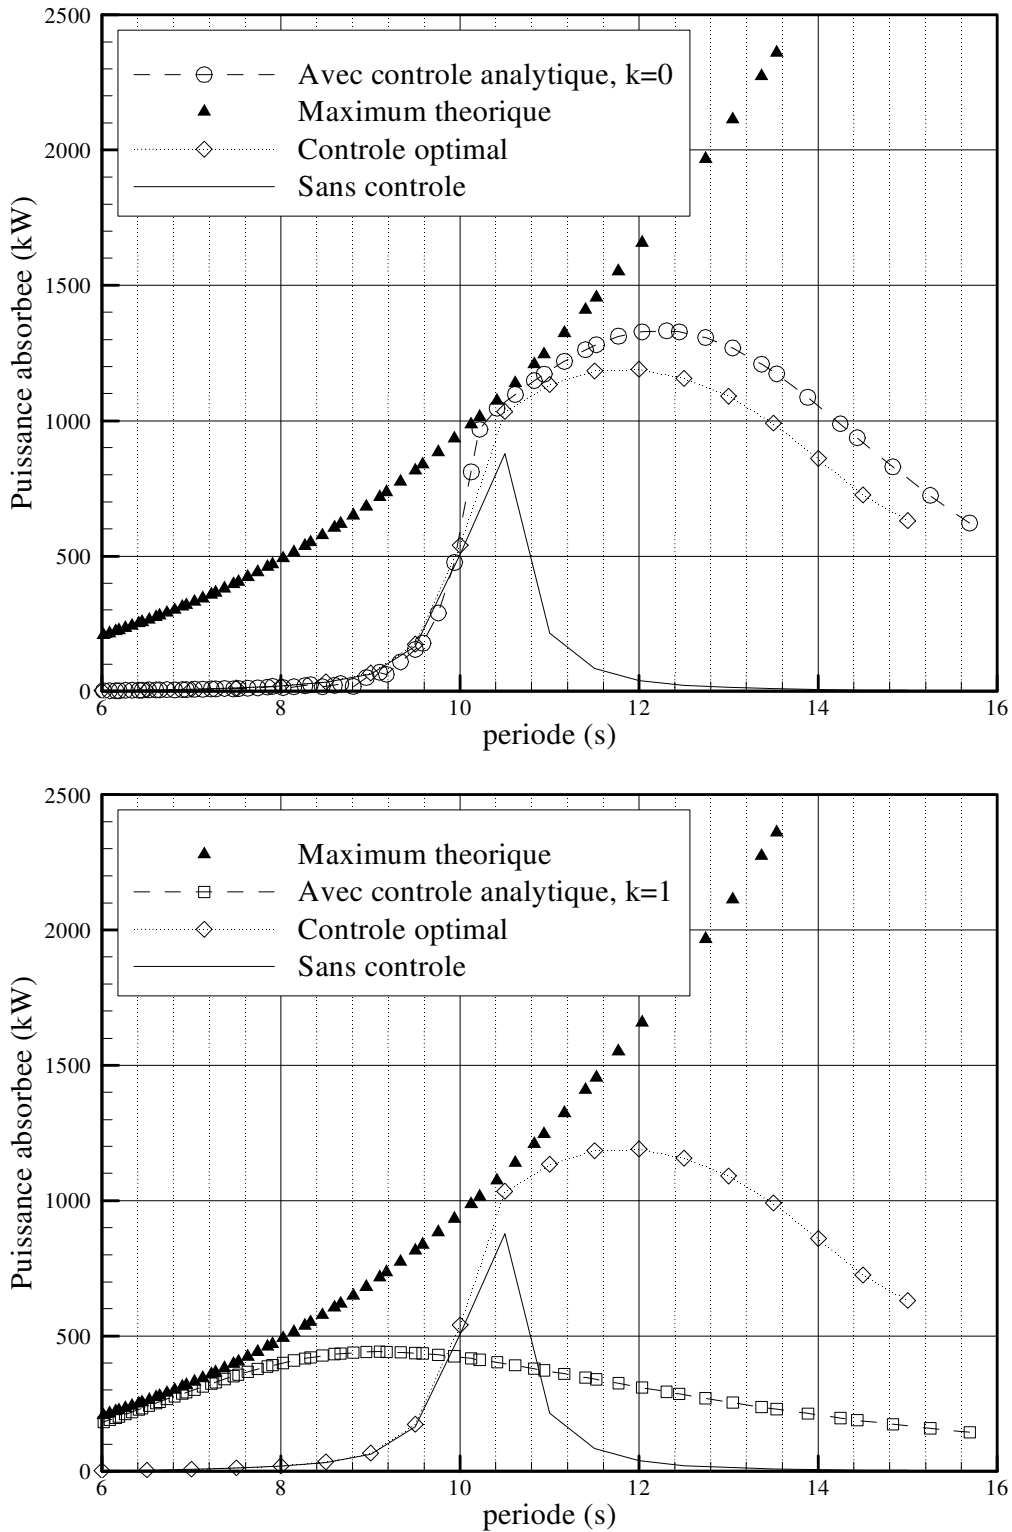 2500
Avec controle analytique, k=0
Maximum theorique
Controle optimal
Sans controle
2000
1500
1000
500
0
Puissance absorbee (kW)
6 8 10 12 14 16
periode (s)
2500
Maximum theorique
Avec controle analytique, k=1
Controle optimal
Sans controle
2000
1500
1000
500
0
Puissance absorbee (kW)
6 8 10 12 14 16
periode (s)